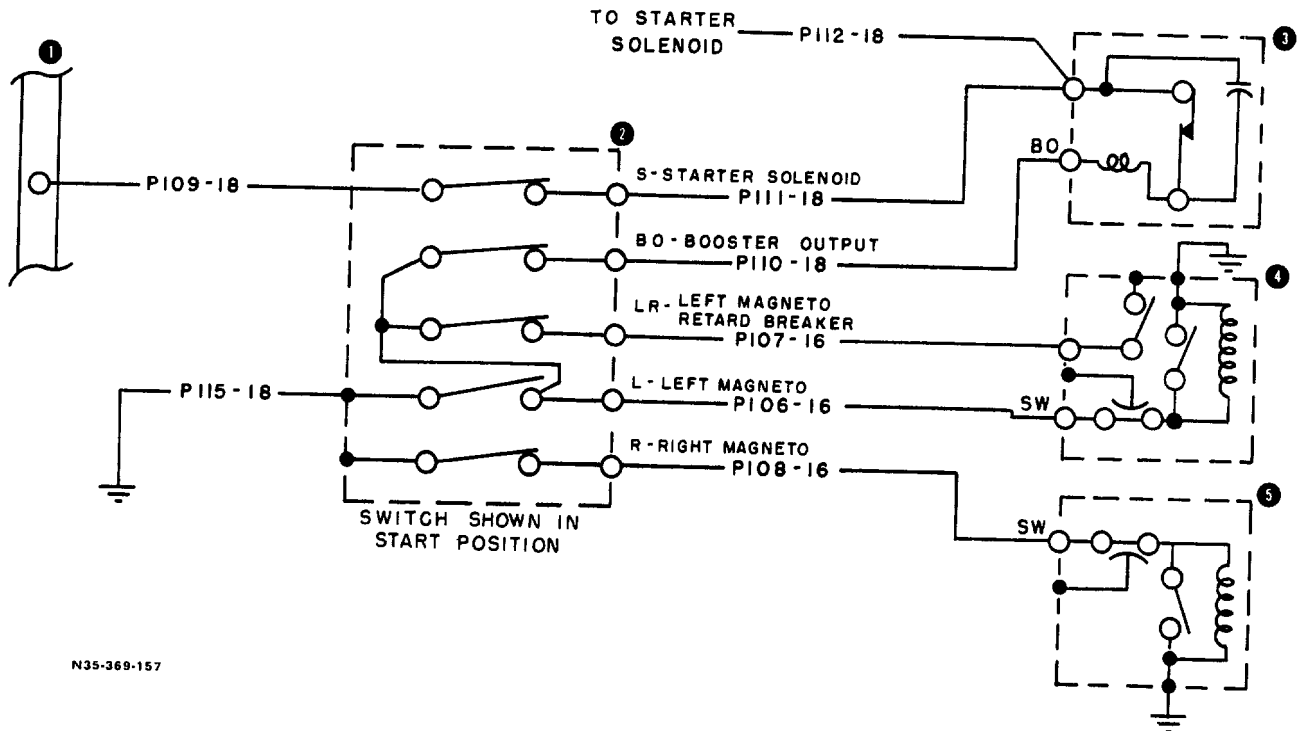 TO STARTER
SOLENOID
P112-18
3
1
2
BO
P109-18
S-STARTER SOLENOID
P111-18
BO-BOOSTER OUTPUT
P110-18
4
LR-LEFT MAGNETO
RETARD BREAKER
P107-16
P115-18
L-LEFT MAGNETO
P106-16
SW
R-RIGHT MAGNETO
P108-16
5
SW
SWITCH SHOWN IN
START POSITION
N35-369-157